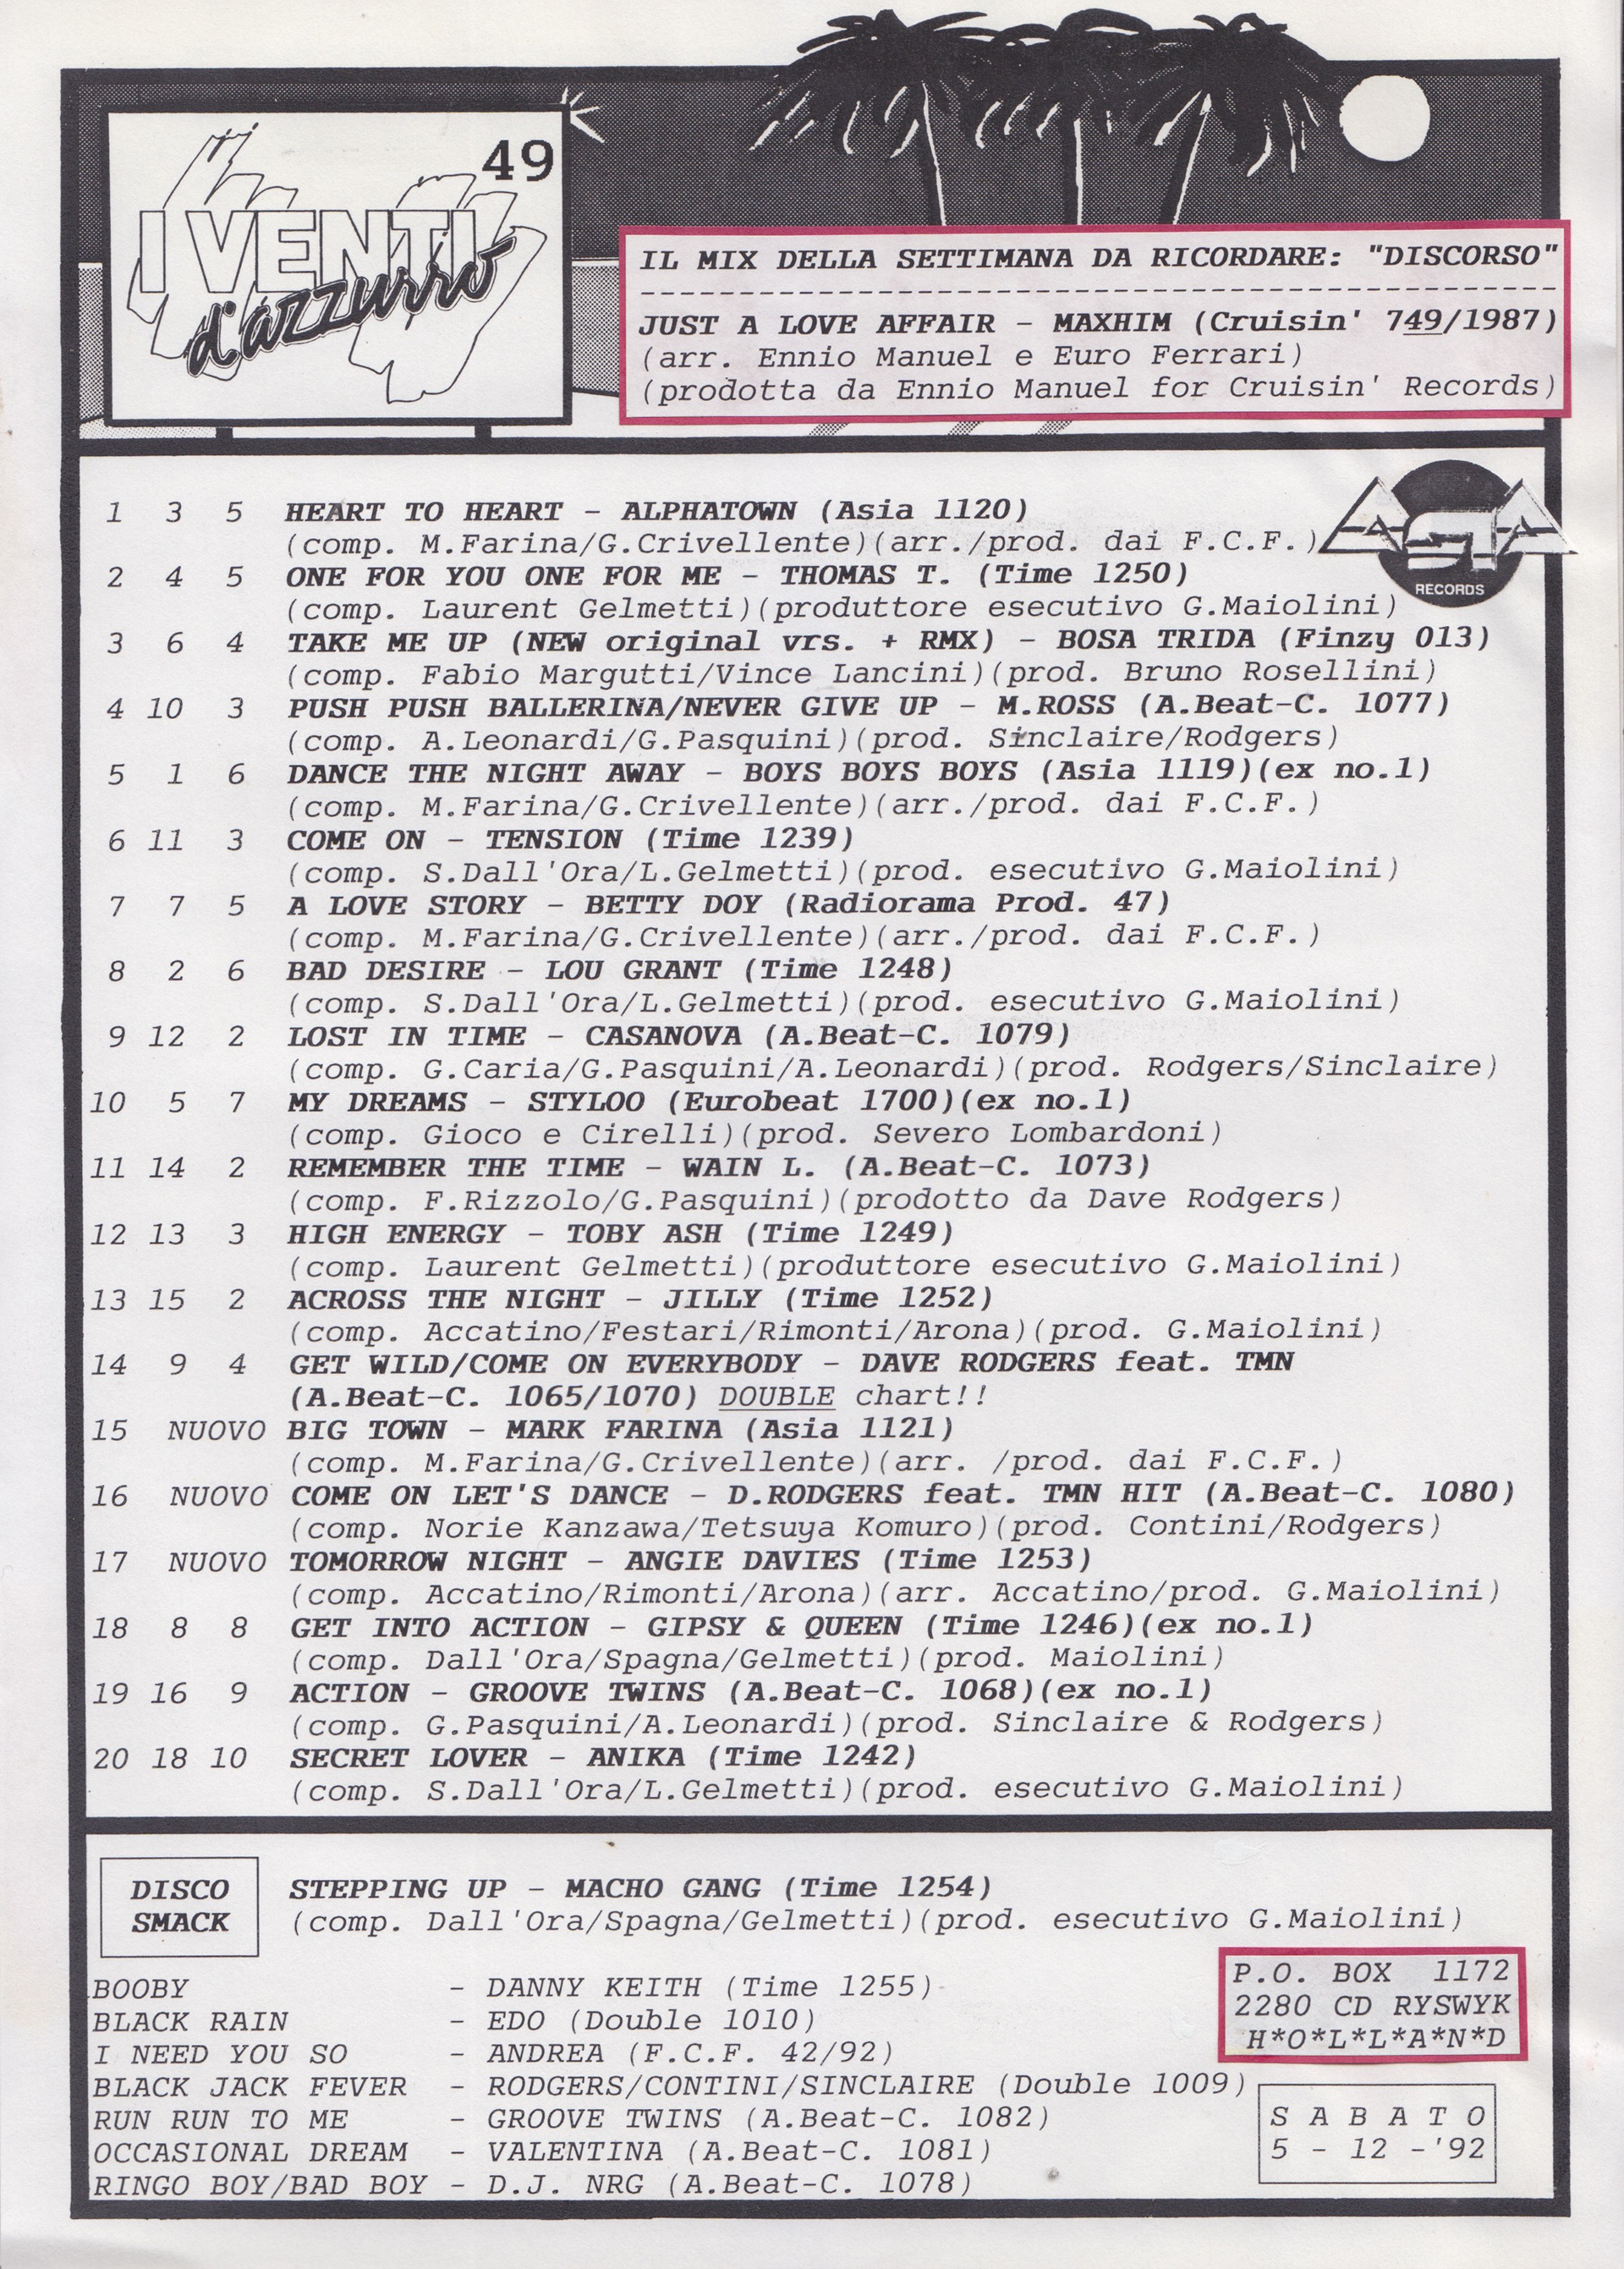 49
I VENTI
d'azzurro
IL MIX DELLA SETTIMANA DA RICORDARE: "DISCORSO"
-----------------------------------------------
JUST A LOVE AFFAIR - MAXHIM (Cruisin' 749/1987)
(arr. Ennio Manuel e Euro Ferrari)
(prodotta da Ennio Manuel for Cruisin' Records)
ASIA
RECORDS
1 3 5 HEART TO HEART - ALPHATOWN (Asia 1120)
(comp. M.Farina/G.Crivellente)(arr./prod. dai F.C.F.)
2 4 5 ONE FOR YOU ONE FOR ME - THOMAS T. (Time 1250)
(comp. Laurent Gelmetti)(produttore esecutivo G.Maiolini)
3 6 4 TAKE ME UP (NEW original vrs. + RMX) - BOSA TRIDA (Finzy 013)
(comp. Fabio Margutti/Vince Lancini)(prod. Bruno Rosellini)
4 10 3 PUSH PUSH BALLERINA/NEVER GIVE UP - M.ROSS (A.Beat-C. 1077)
(comp. A.Leonardi/G.Pasquini)(prod. Sinclaire/Rodgers)
5 1 6 DANCE THE NIGHT AWAY - BOYS BOYS BOYS (Asia 1119)(ex no.1)
(comp. M.Farina/G.Crivellente)(arr./prod. dai F.C.F.)
6 11 3 COME ON - TENSION (Time 1239)
(comp. S.Dall'Ora/L.Gelmetti)(prod. esecutivo G.Maiolini)
7 7 5 A LOVE STORY - BETTY DOY (Radiorama Prod. 47)
(comp. M.Farina/G.Crivellente)(arr./prod. dai F.C.F.)
8 2 6 BAD DESIRE - LOU GRANT (Time 1248)
(comp. S.Dall'Ora/L.Gelmetti)(prod. esecutivo G.Maiolini)
9 12 2 LOST IN TIME - CASANOVA (A.Beat-C. 1079)
(comp. G.Caria/G.Pasquini/A.Leonardi)(prod. Rodgers/Sinclaire)
10 5 7 MY DREAMS - STYLOO (Eurobeat 1700)(ex no.1)
(comp. Gioco e Cirelli)(prod. Severo Lombardoni)
11 14 2 REMEMBER THE TIME - WAIN L. (A.Beat-C. 1073)
(comp. F.Rizzolo/G.Pasquini)(prodotto da Dave Rodgers)
12 13 3 HIGH ENERGY - TOBY ASH (Time 1249)
(comp. Laurent Gelmetti)(produttore esecutivo G.Maiolini)
13 15 2 ACROSS THE NIGHT - JILLY (Time 1252)
(comp. Accatino/Festari/Rimonti/Arona)(prod. G.Maiolini)
14 9 4 GET WILD/COME ON EVERYBODY - DAVE RODGERS feat. TMN
(A.Beat-C. 1065/1070) DOUBLE chart!!
15 NUOVO BIG TOWN - MARK FARINA (Asia 1121)
(comp. M.Farina/G.Crivellente)(arr. /prod. dai F.C.F.)
16 NUOVO COME ON LET'S DANCE - D.RODGERS feat. TMN HIT (A.Beat-C. 1080)
(comp. Norie Kanzawa/Tetsuya Komuro)(prod. Contini/Rodgers)
17 NUOVO TOMORROW NIGHT - ANGIE DAVIES (Time 1253)
(comp. Accatino/Rimonti/Arona)(arr. Accatino/prod. G.Maiolini)
18 8 8 GET INTO ACTION - GIPSY & QUEEN (Time 1246)(ex no.1)
(comp. Dall'Ora/Spagna/Gelmetti)(prod. Maiolini)
19 16 9 ACTION - GROOVE TWINS (A.Beat-C. 1068)(ex no.1)
(comp. G.Pasquini/A.Leonardi)(prod. Sinclaire & Rodgers)
20 18 10 SECRET LOVER - ANIKA (Time 1242)
(comp. S.Dall'Ora/L.Gelmetti)(prod. esecutivo G.Maiolini)
DISCO
SMACK
STEPPING UP - MACHO GANG (Time 1254)
(comp. Dall'Ora/Spagna/Gelmetti)(prod. esecutivo G.Maiolini)
BOOBY - DANNY KEITH (Time 1255)
BLACK RAIN - EDO (Double 1010)
I NEED YOU SO - ANDREA (F.C.F. 42/92)
BLACK JACK FEVER - RODGERS/CONTINI/SINCLAIRE (Double 1009)
RUN RUN TO ME - GROOVE TWINS (A.Beat-C. 1082)
OCCASIONAL DREAM - VALENTINA (A.Beat-C. 1081)
RINGO BOY/BAD BOY - D.J. NRG (A.Beat-C. 1078)
P.O. BOX 1172
2280 CD RYSWYK
H*O*L*L*A*N*D
S A B A T O
5 - 12 -'92